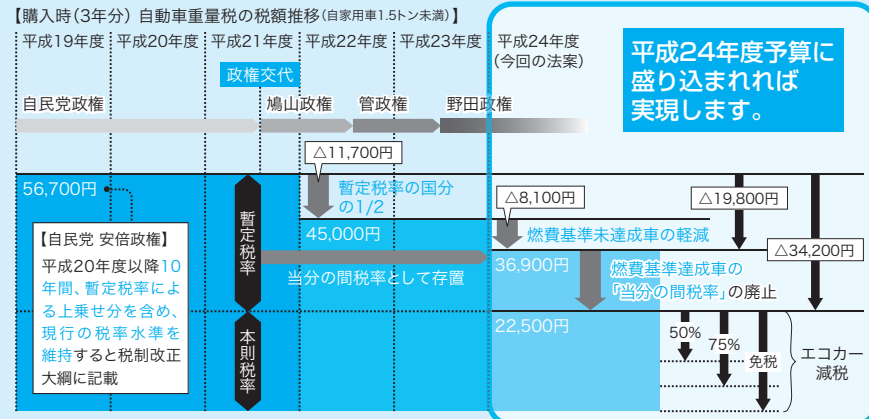 【購入時(3年分) 自動車重量税の税額推移(自家用車1.5トン未満)】
平成19年度
平成20年度
平成21年度
平成22年度
平成23年度
平成24年度
(今回の法案)
平成24年度予算に
盛り込まれれば
実現します。
政権交代
自民党政権
鳩山政権
管政権
野田政権
△11,700円
56,700円
暫定税率の国分
の1/2
△8,100円
△19,800円
【自民党 安倍政権】
平成20年度以降10
年間、暫定税率によ
る上乗せ分を含め、
現行の税率水準を
維持すると税制改正
大綱に記載
暫定税率
45,000円
燃費基準未達成車の軽減
△34,200円
当分の間税率として存置
36,900円
燃費基準達成車の
「当分の間税率」の廃止
本則税率
22,500円
50%
75%
免税
エコカー
減税